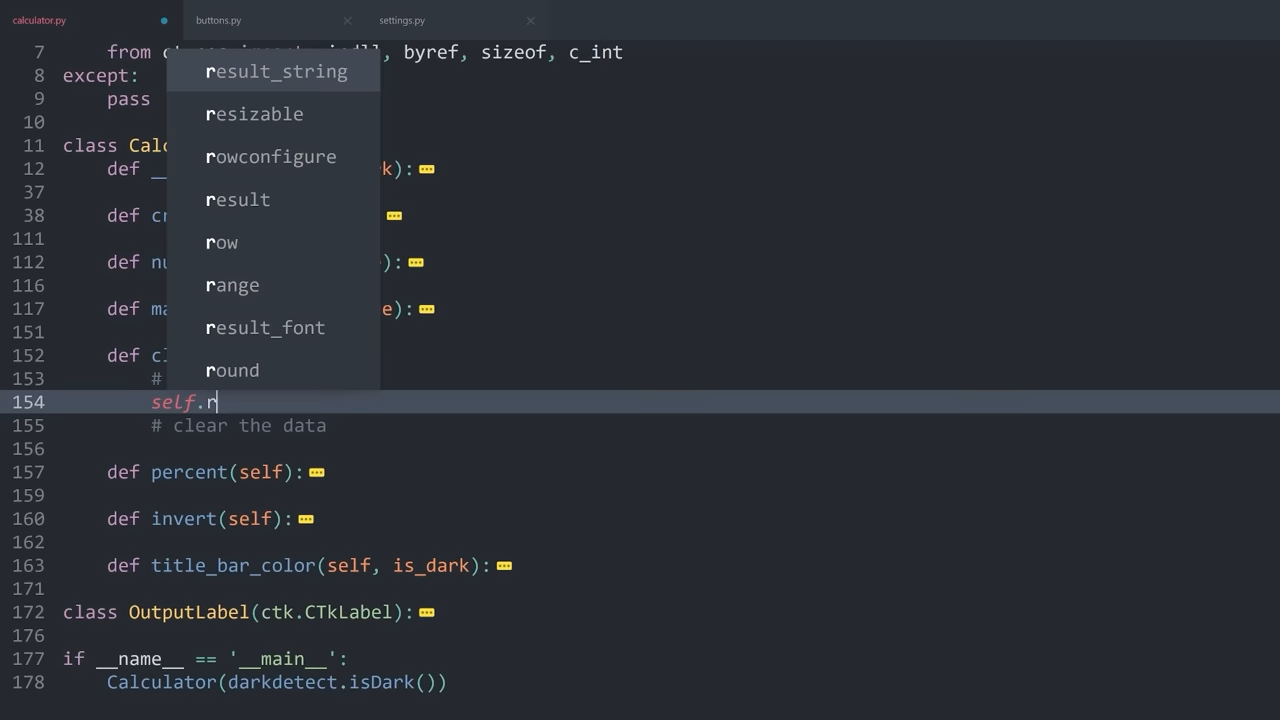 calculator.py
buttons.py
settings.py
7 from , byref, sizeof, c_int
8 except:
9 pass
10
11 class Calc
12 def __ k):
37
38 def cr
111
112 def nu ):
116
117 def ma e):
151
152 def cl
153 #
154 self.r
155 # clear the data
156
157 def percent(self):
159
160 def invert(self):
162
163 def title_bar_color(self, is_dark):
171
172 class OutputLabel(ctk.CTkLabel):
176
177 if __name__ == '__main__':
178 Calculator(darkdetect.isDark())
result_string
resizable
rowconfigure
result
row
range
result_font
round